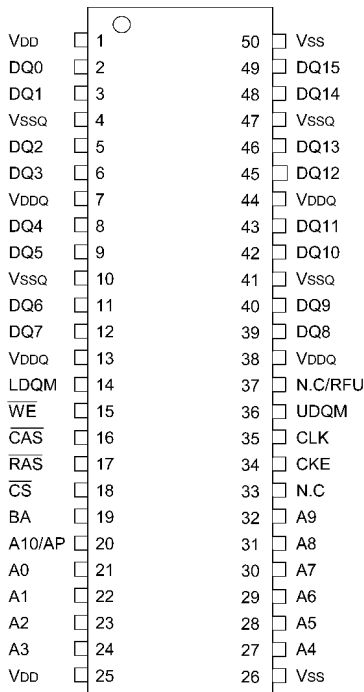 VDD 1 50 VSS
DQ0 2 49 DQ15
DQ1 3 48 DQ14
VSSQ 4 47 VSSQ
DQ2 5 46 DQ13
DQ3 6 45 DQ12
VDDQ 7 44 VDDQ
DQ4 8 43 DQ11
DQ5 9 42 DQ10
VSSQ 10 41 VSSQ
DQ6 11 40 DQ9
DQ7 12 39 DQ8
VDDQ 13 38 VDDQ
LDQM 14 37 N.C/RFU
W̅E̅ 15 36 UDQM
C̅A̅S̅ 16 35 CLK
R̅A̅S̅ 17 34 CKE
C̅S̅ 18 33 N.C
BA 19 32 A9
A10/AP 20 31 A8
A0 21 30 A7
A1 22 29 A6
A2 23 28 A5
A3 24 27 A4
VDD 25 26 VSS